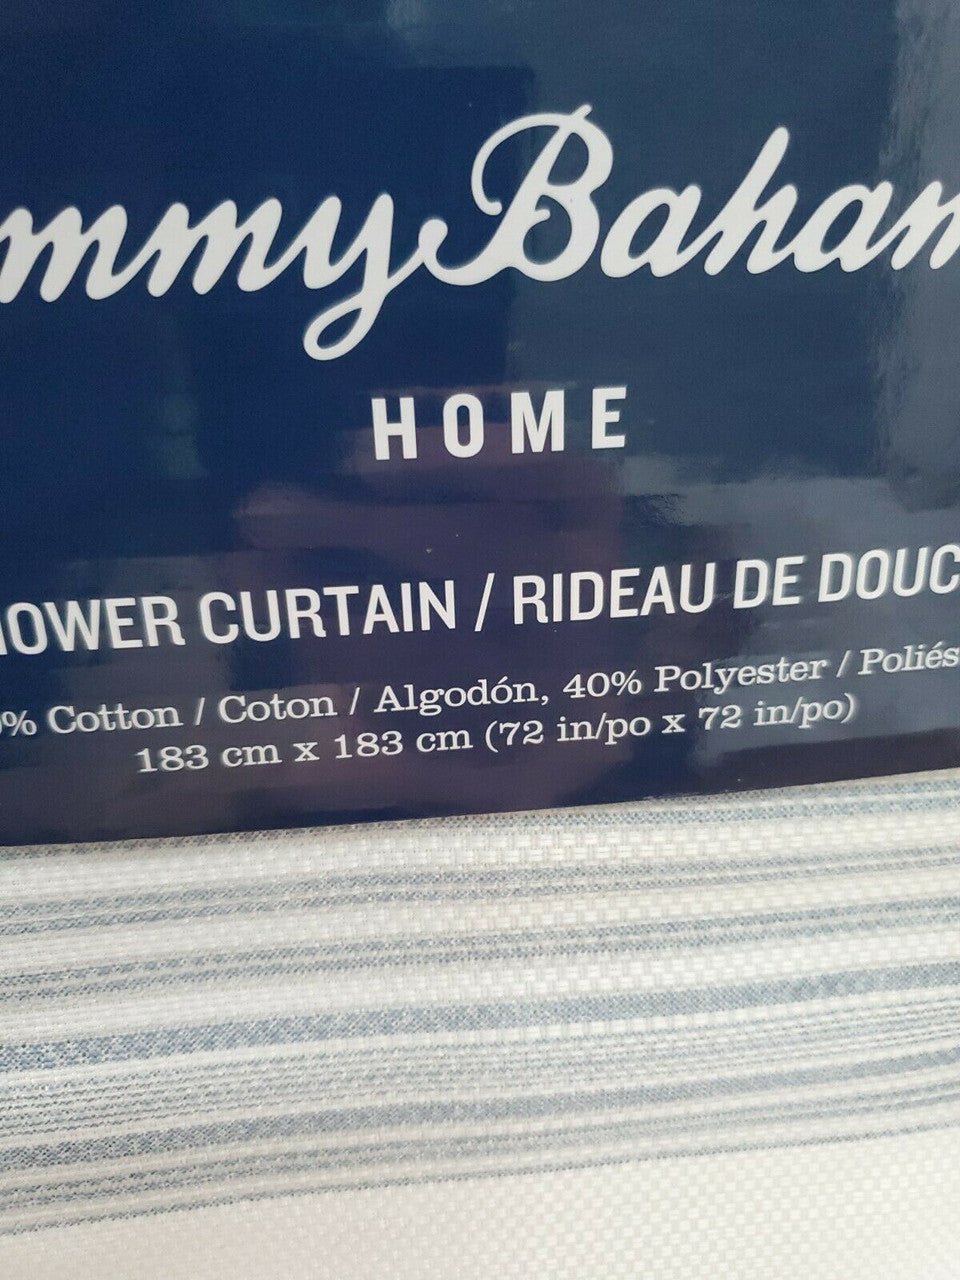 mmy Baham
HOME
HOWER CURTAIN / RIDEAU DE DOUC
% Cotton / Coton / Algodón, 40% Polyester / Poliés
183 cm x 183 cm (72 in/po x 72 in/po)